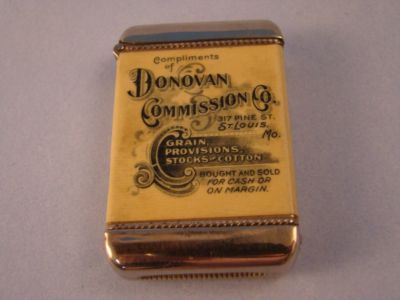 Compliments
of
DONOVAN
COMMISSION CO.
317 PINE ST.
ST. LOUIS, MO.
GRAIN,
PROVISIONS,
STOCKS & COTTON
BOUGHT AND SOLD
FOR CASH OR
ON MARGIN.